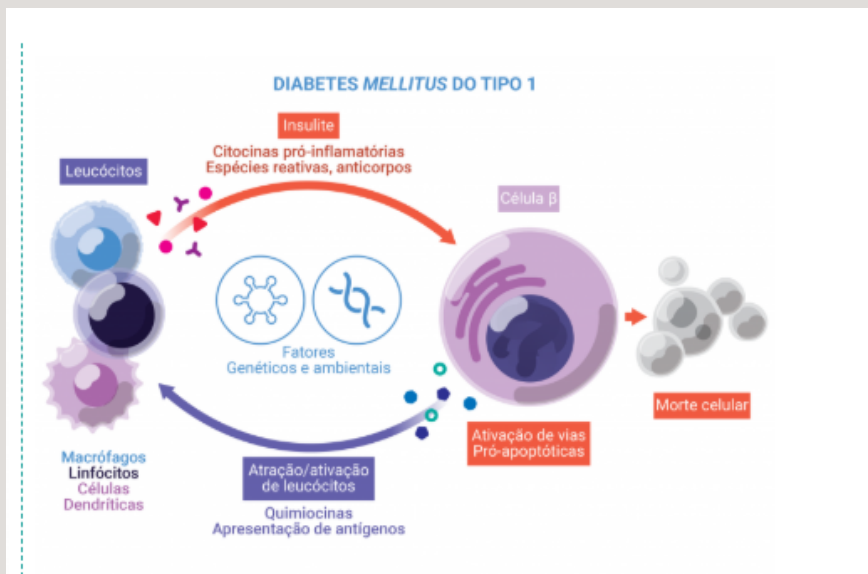 DIABETES MELLITUS DO TIPO 1
Insulite
Citocinas pró-inflamatórias
Espécies reativas, anticorpos
Leucócitos
Célula β
Fatores
Genéticos e ambientais
Morte celular
Ativação de vias
Pró-apoptóticas
Macrófagos
Linfócitos
Células
Dendríticas
Atração/ativação
de leucócitos
Quimiocinas
Apresentação de antígenos